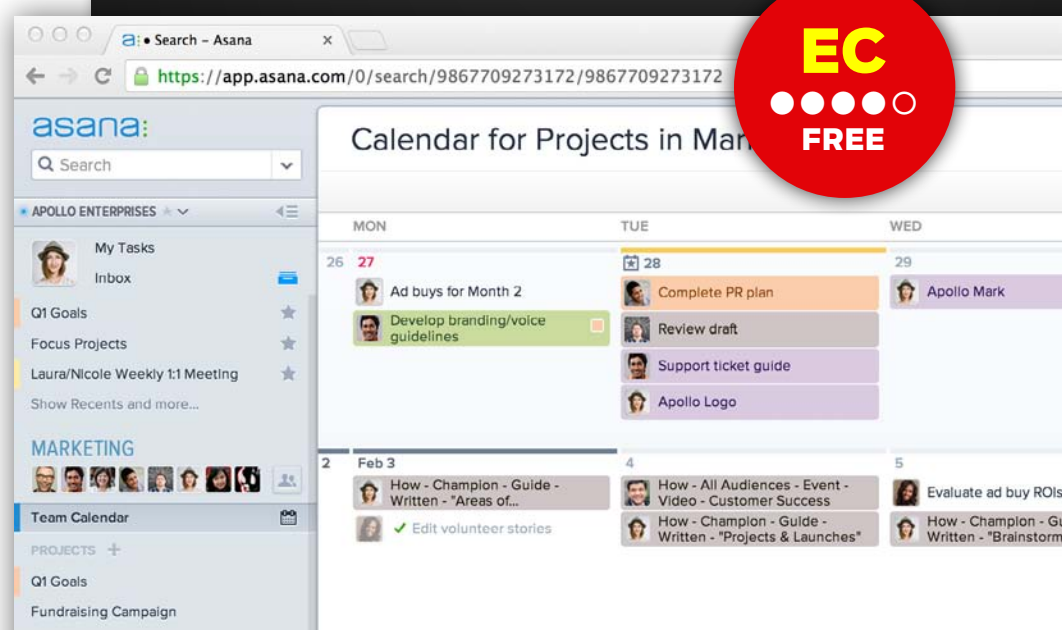 a: • Search – Asana x
https://app.asana.com/0/search/9867709273172/9867709273172
EC
FREE
asana:
Search
APOLLO ENTERPRISES
My Tasks
Inbox
Q1 Goals
Focus Projects
Laura/Nicole Weekly 1:1 Meeting
Show Recents and more...
MARKETING
Team Calendar
PROJECTS +
Q1 Goals
Fundraising Campaign
Calendar for Projects in Mar
MON TUE WED
26 27 28 29
Ad buys for Month 2
Develop branding/voice
guidelines
Complete PR plan
Review draft
Support ticket guide
Apollo Logo
Apollo Mark
2 Feb 3 4 5
How - Champion - Guide -
Written - "Areas of...
✓ Edit volunteer stories
How - All Audiences - Event -
Video - Customer Success
How - Champion - Guide -
Written - "Projects & Launches"
Evaluate ad buy ROIs
How - Champion - Gu
Written - "Brainstorm